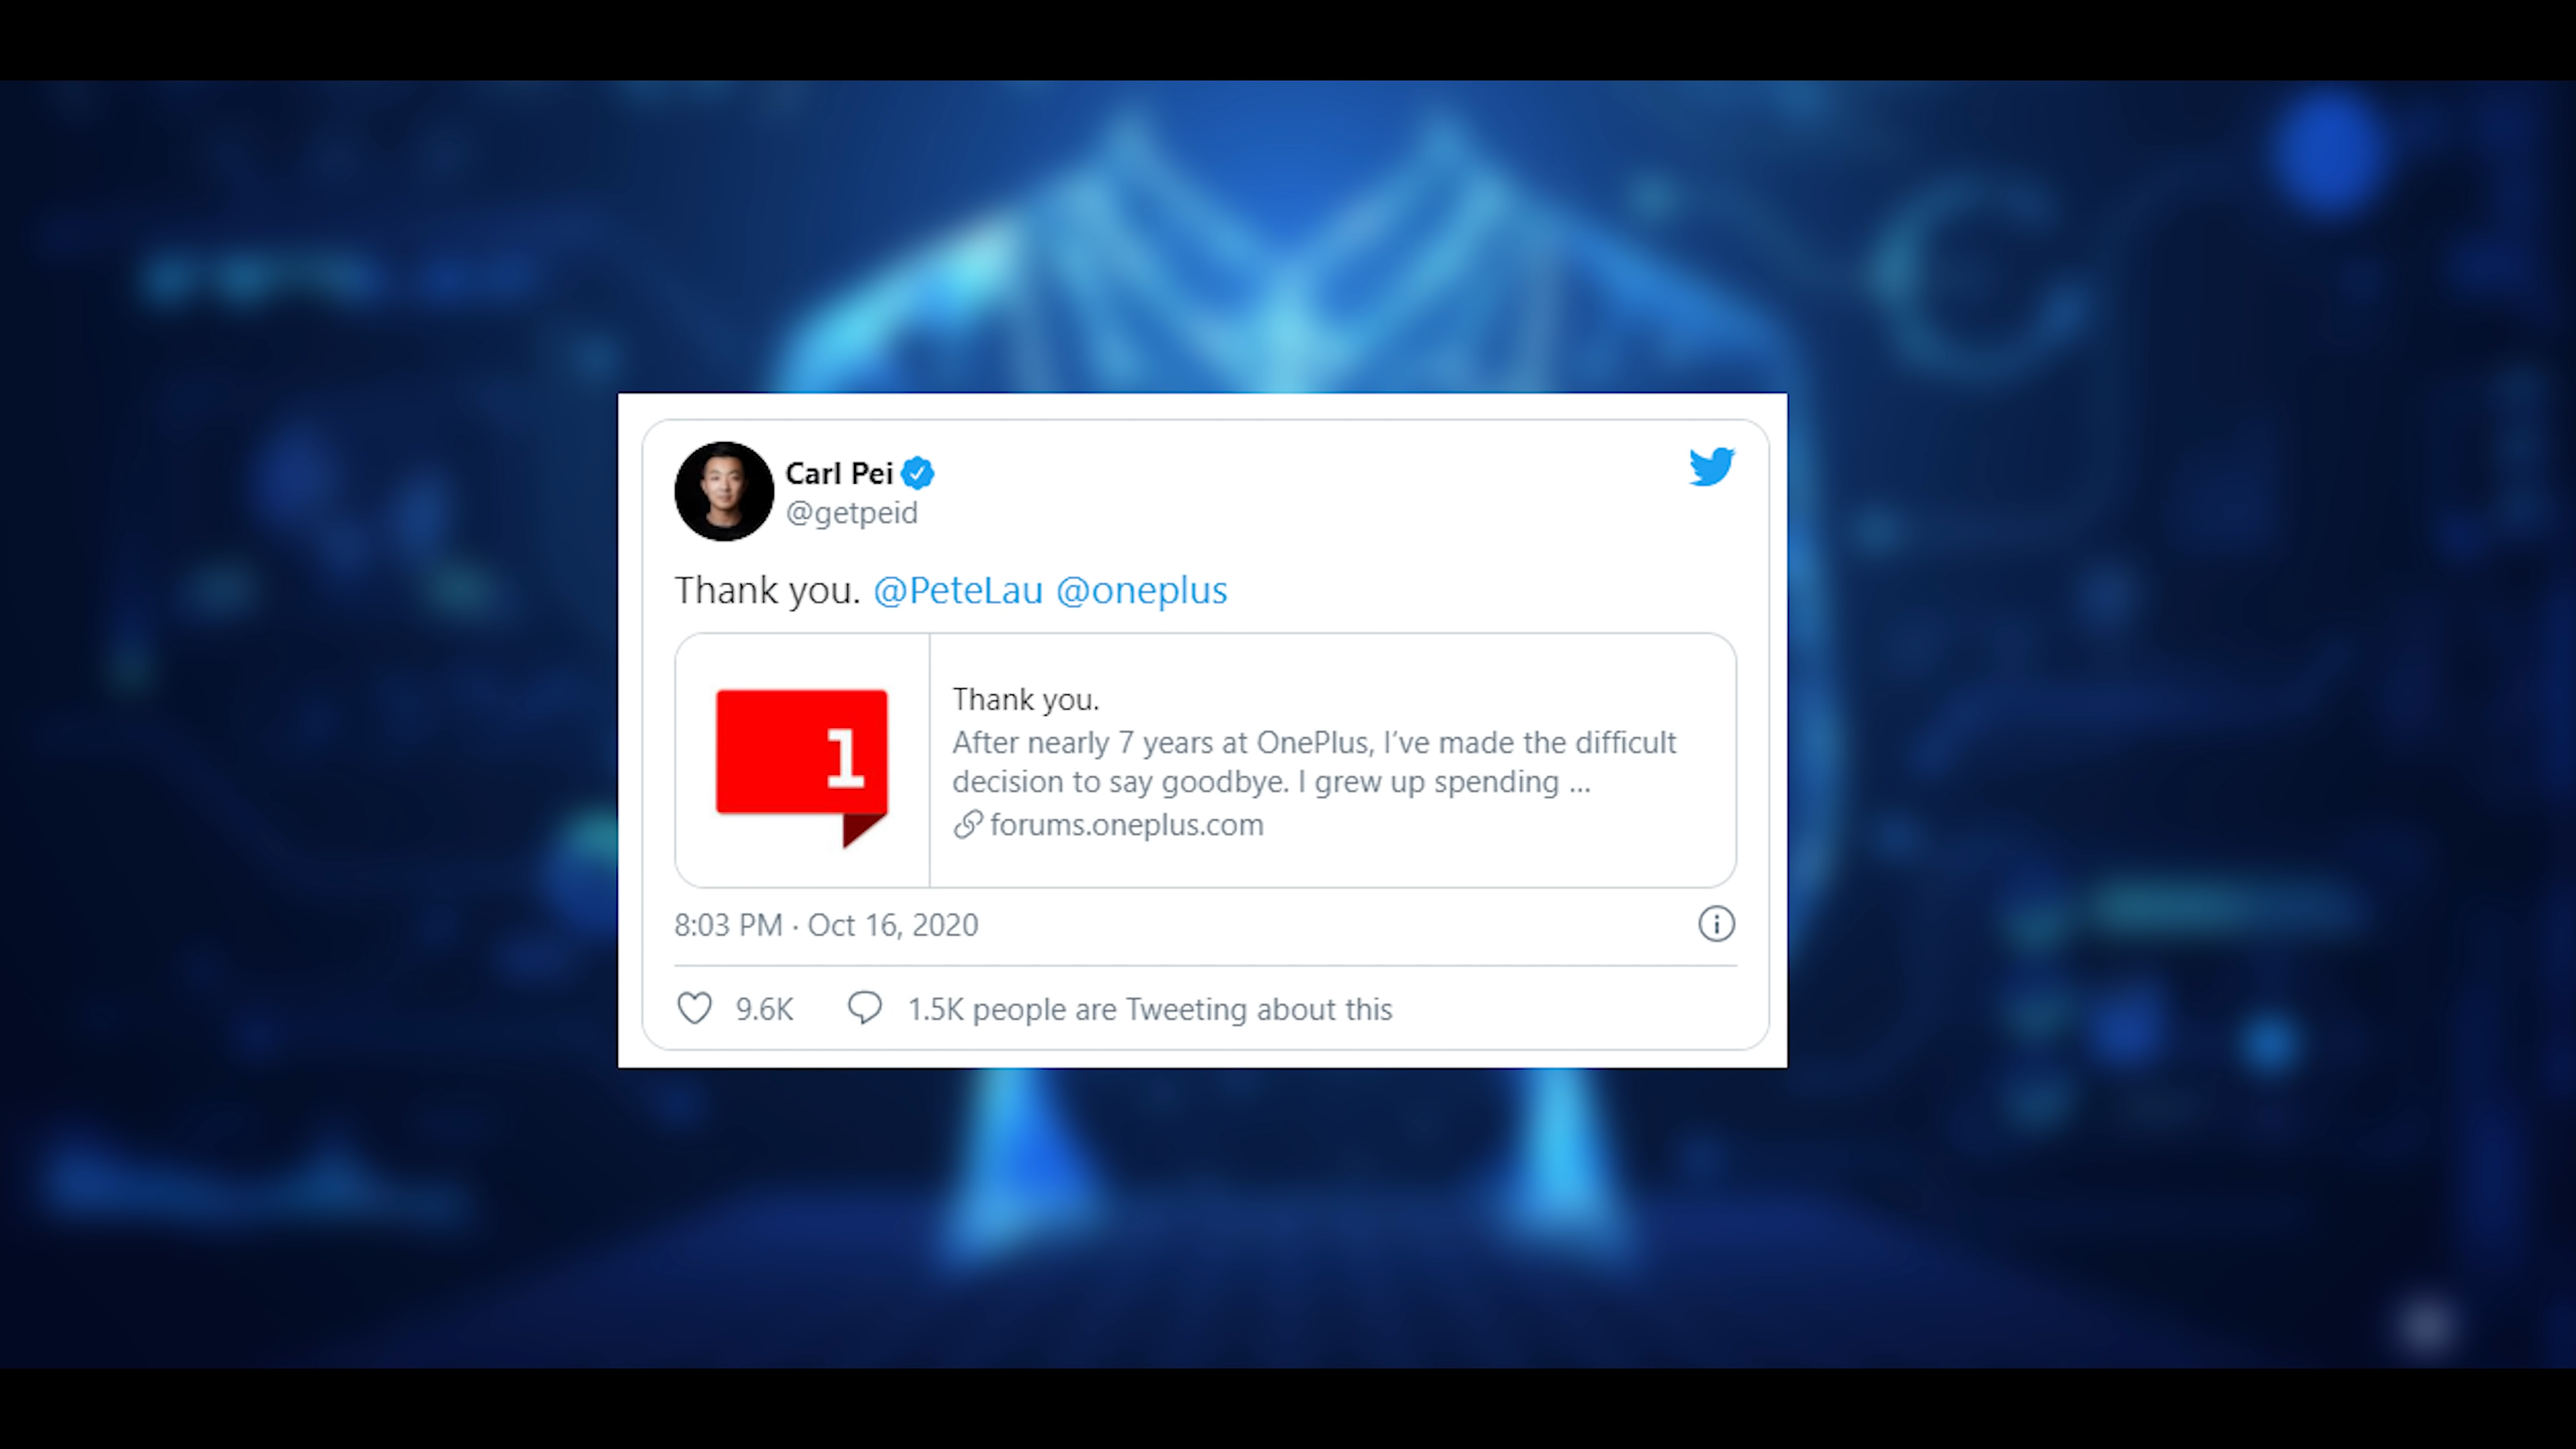 Carl Pei
@getpeid
Thank you. @PeteLau @oneplus
1
Thank you.
After nearly 7 years at OnePlus, I’ve made the difficult
decision to say goodbye. I grew up spending ...
forums.oneplus.com
8:03 PM · Oct 16, 2020
9.6K 1.5K people are Tweeting about this